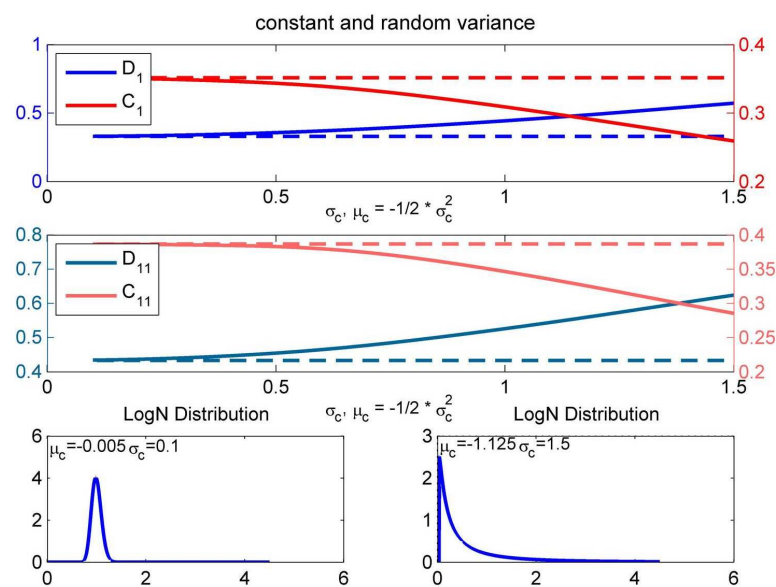 constant and random variance
1 0.4
D₁
C₁
0.5 0.3
0 0.2
0 0.5 1 1.5
σc, μc = -1/2 * σc²
0.8 0.4
D₁₁
C₁₁
0.7 0.35
0.6 0.3
0.5 0.25
0.4 0.2
0 0.5 1 1.5
σc, μc = -1/2 * σc²
LogN Distribution LogN Distribution
6 3
μc=-0.005 σc=0.1 μc=-1.125 σc=1.5
4 2
2 1
0 0
0 2 4 6 0 2 4 6